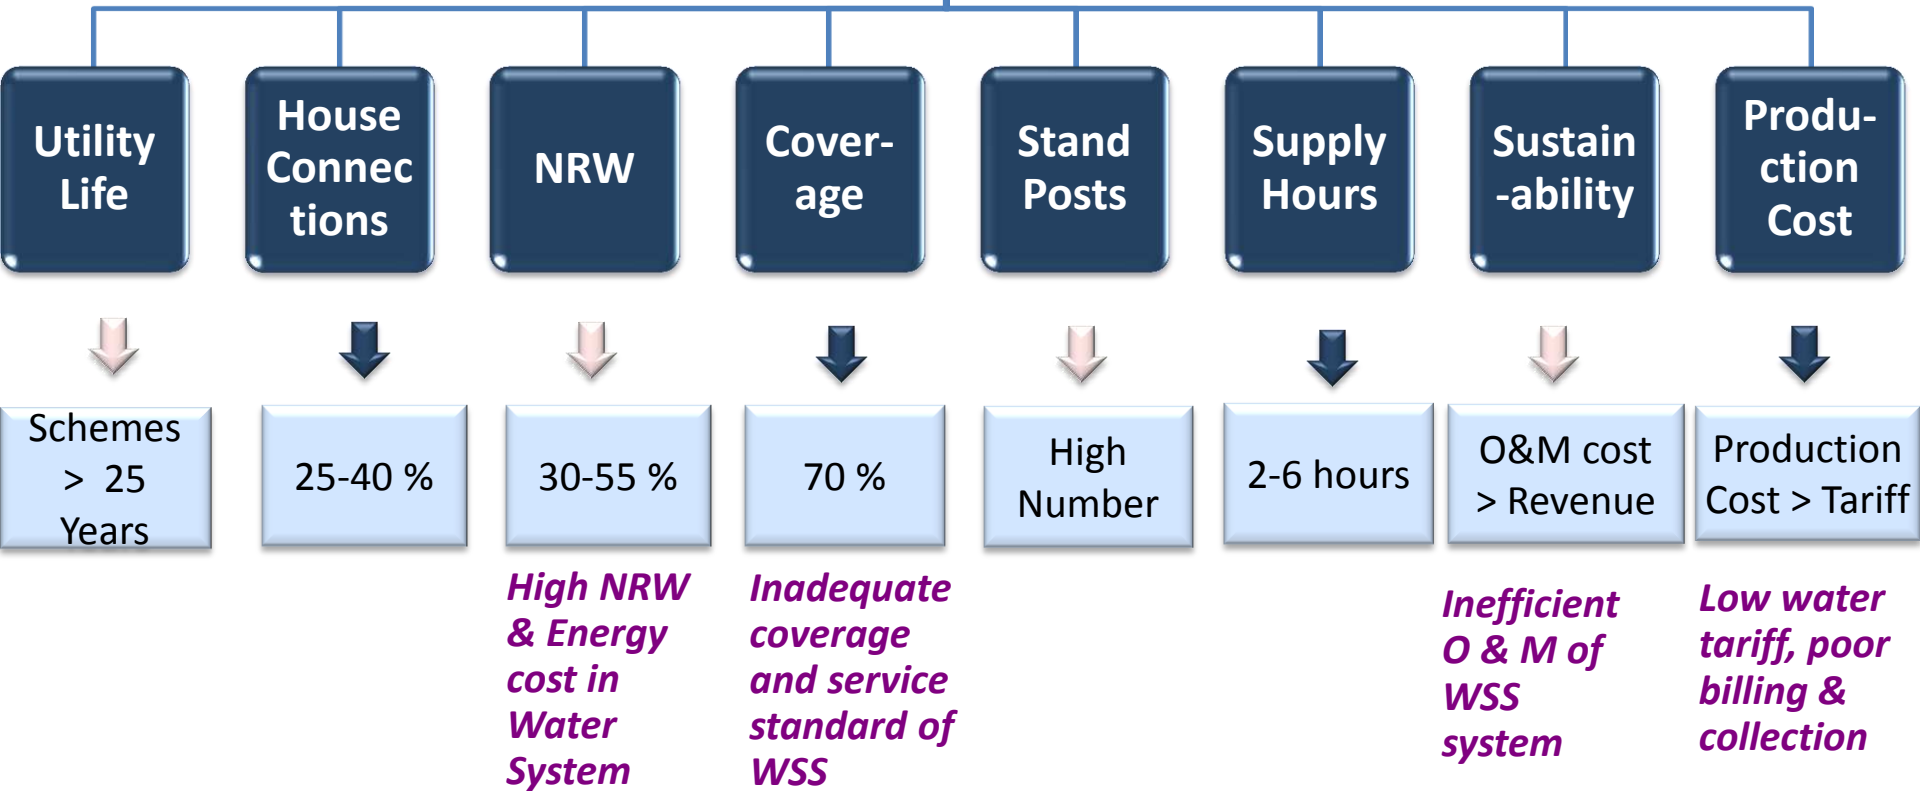 Utility
Life
House
Connec
tions
NRW
Cover-
age
Stand
Posts
Supply
Hours
Sustain
-ability
Produ-
ction
Cost
Schemes
> 25
Years
25-40 %
30-55 %
70 %
High
Number
2-6 hours
O&M cost
> Revenue
Production
Cost > Tariff
High NRW
& Energy
cost in
Water
System
Inadequate
coverage
and service
standard of
WSS
Inefficient
O & M of
WSS
system
Low water
tariff, poor
billing &
collection